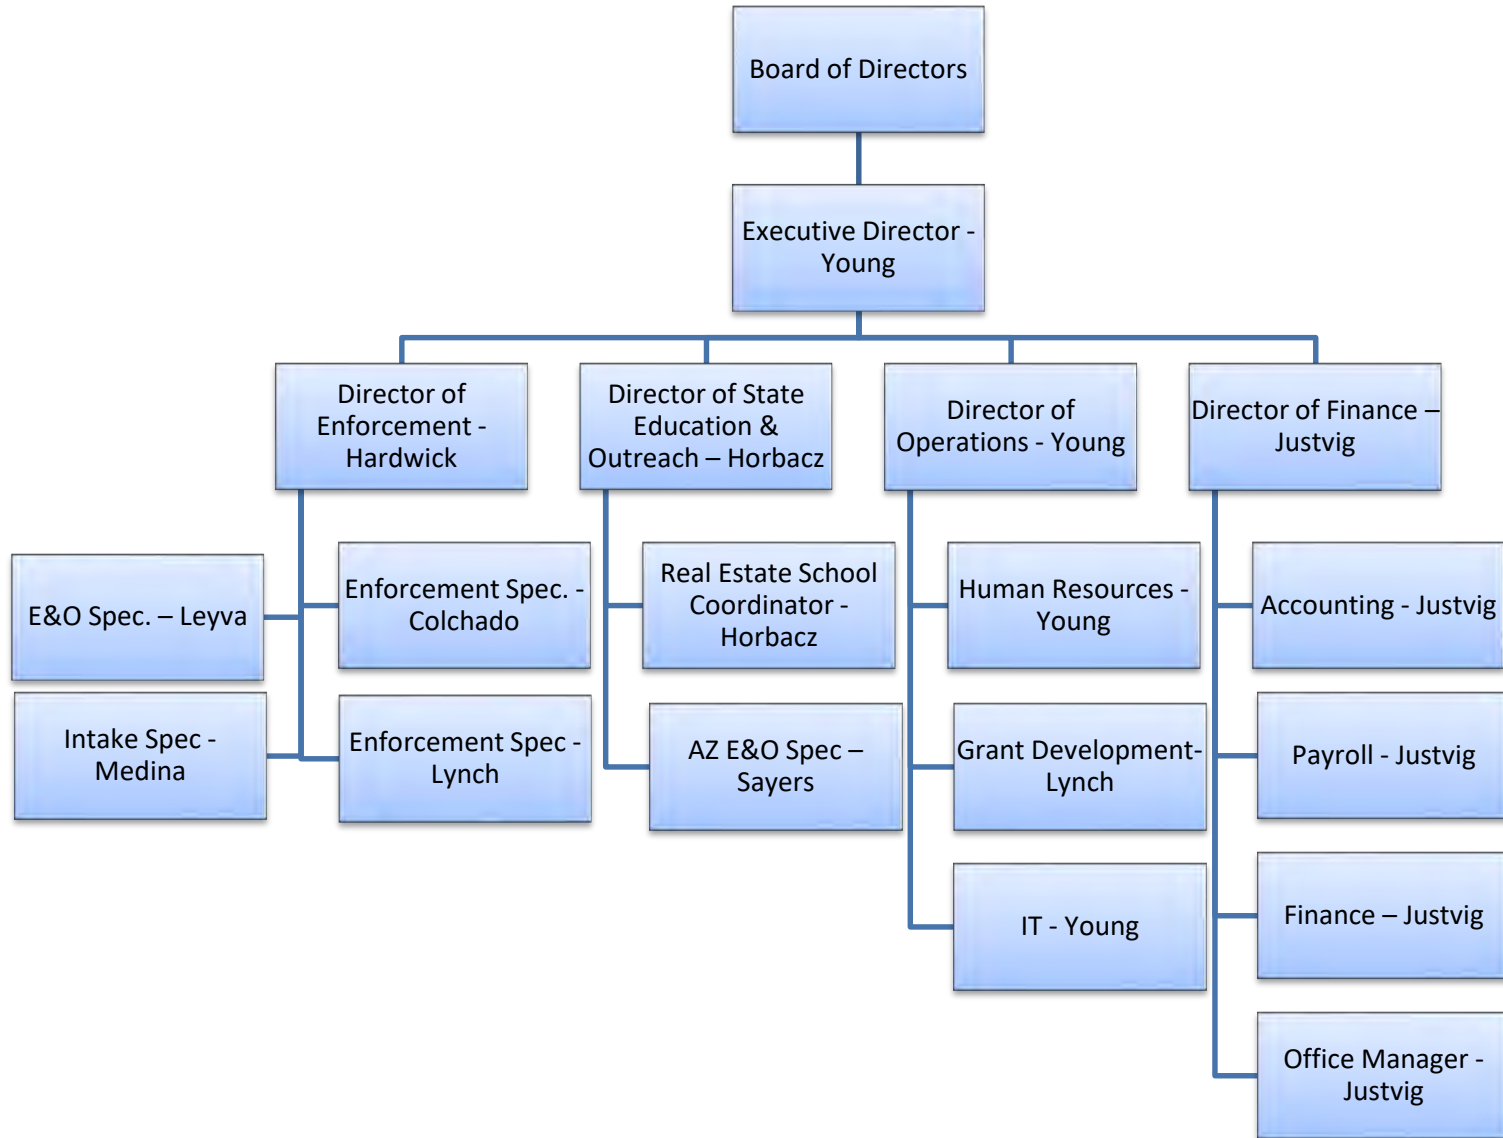 Board of Directors
Executive Director -
Young
Director of
Enforcement -
Hardwick
Director of State
Education &
Outreach – Horbacz
Director of
Operations - Young
Director of Finance –
Justvig
E&O Spec. – Leyva
Enforcement Spec. -
Colchado
Real Estate School
Coordinator -
Horbacz
Human Resources -
Young
Accounting - Justvig
Intake Spec -
Medina
Enforcement Spec -
Lynch
AZ E&O Spec –
Sayers
Grant Development-
Lynch
Payroll - Justvig
IT - Young
Finance – Justvig
Office Manager -
Justvig